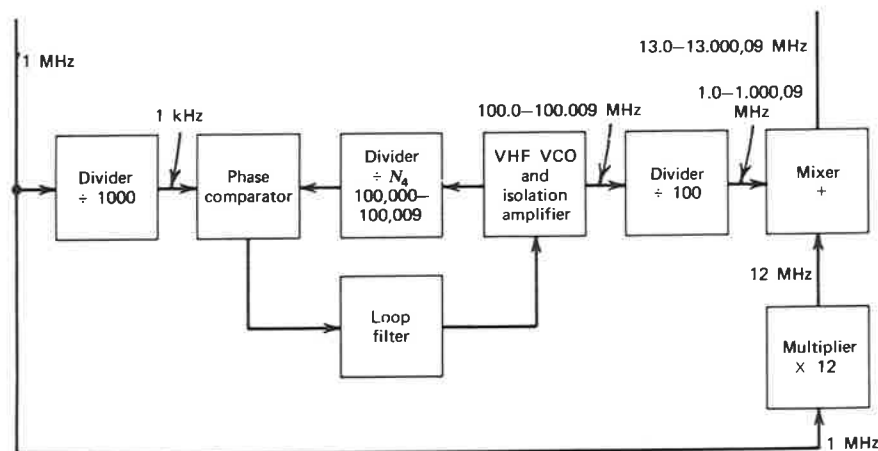 13.0–13.000,09 MHz
1 MHz
1.0–1.000,09
MHz
100.0–100.009 MHz
1 kHz
Divider
÷ 1000
Phase
comparator
Divider
÷ N₄
100,000–
100,009
VHF VCO
and
isolation
amplifier
Divider
÷ 100
Mixer
+
12 MHz
Loop
filter
Multiplier
× 12
1 MHz